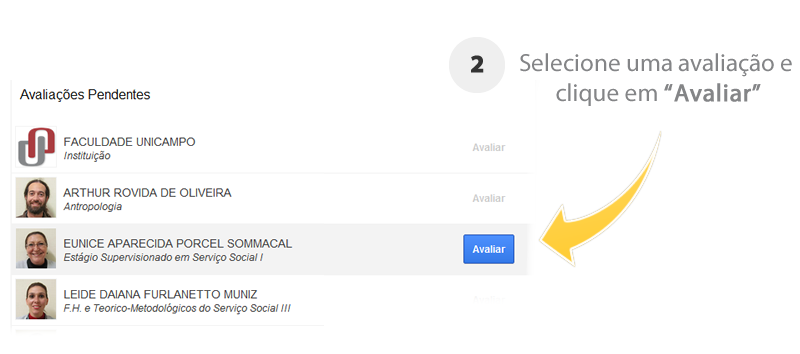 2
Selecione uma avaliação e
clique em “Avaliar”
Avaliações Pendentes
FACULDADE UNICAMPO
Instituição
Avaliar
ARTHUR ROVIDA DE OLIVEIRA
Antropologia
Avaliar
EUNICE APARECIDA PORCEL SOMMACAL
Estágio Supervisionado em Serviço Social I
Avaliar
LEIDE DAIANA FURLANETTO MUNIZ
F.H. e Teorico-Metodológicos do Serviço Social III
Avaliar